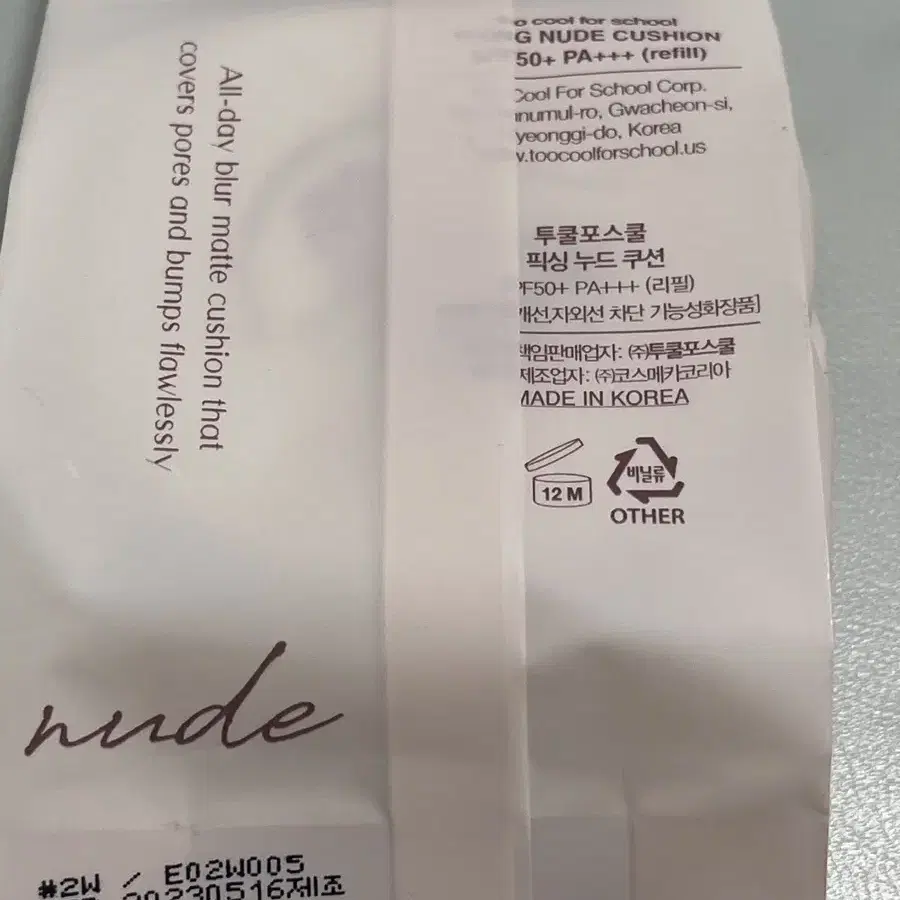 All-day blur matte cushion that
covers pores and bumps flawlessly
nude
#2W / E02W005
20230516제조
o cool for school
G NUDE CUSHION
50+ PA+++ (refill)
Cool For School Corp.
Gwacheon-si,
yeonggi-do, Korea
w.toocoolforschool.us
투쿨포스쿨
픽싱 누드 쿠션
PF50+ PA+++ (리필)
개선,자외선 차단 기능성화장품]
책임판매업자: ㈜투쿨포스쿨
제조업자: ㈜코스메카코리아
MADE IN KOREA
12 M
비닐류
OTHER